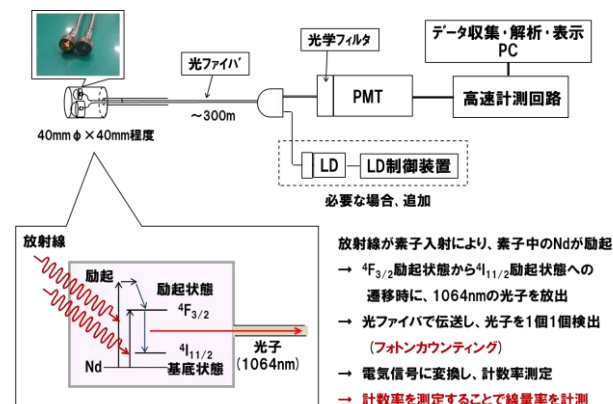 データ収集・解析・表示
PC
光学フィルタ
光ファイバ
PMT
高速計測回路
～300m
40mmφ×40mm程度
LD
LD制御装置
必要な場合、追加
放射線
励起
励起状態
⁴F₃/₂
⁴I₁₁/₂
Nd
基底状態
光子
(1064nm)
放射線が素子入射により、素子中のNdが励起
→ ⁴F₃/₂励起状態から⁴I₁₁/₂励起状態への
遷移時に、1064nmの光子を放出
→ 光ファイバで伝送し、光子を1個1個検出
(フォトンカウンティング)
→ 電気信号に変換し、計数率測定
→ 計数率を測定することで線量率を計測